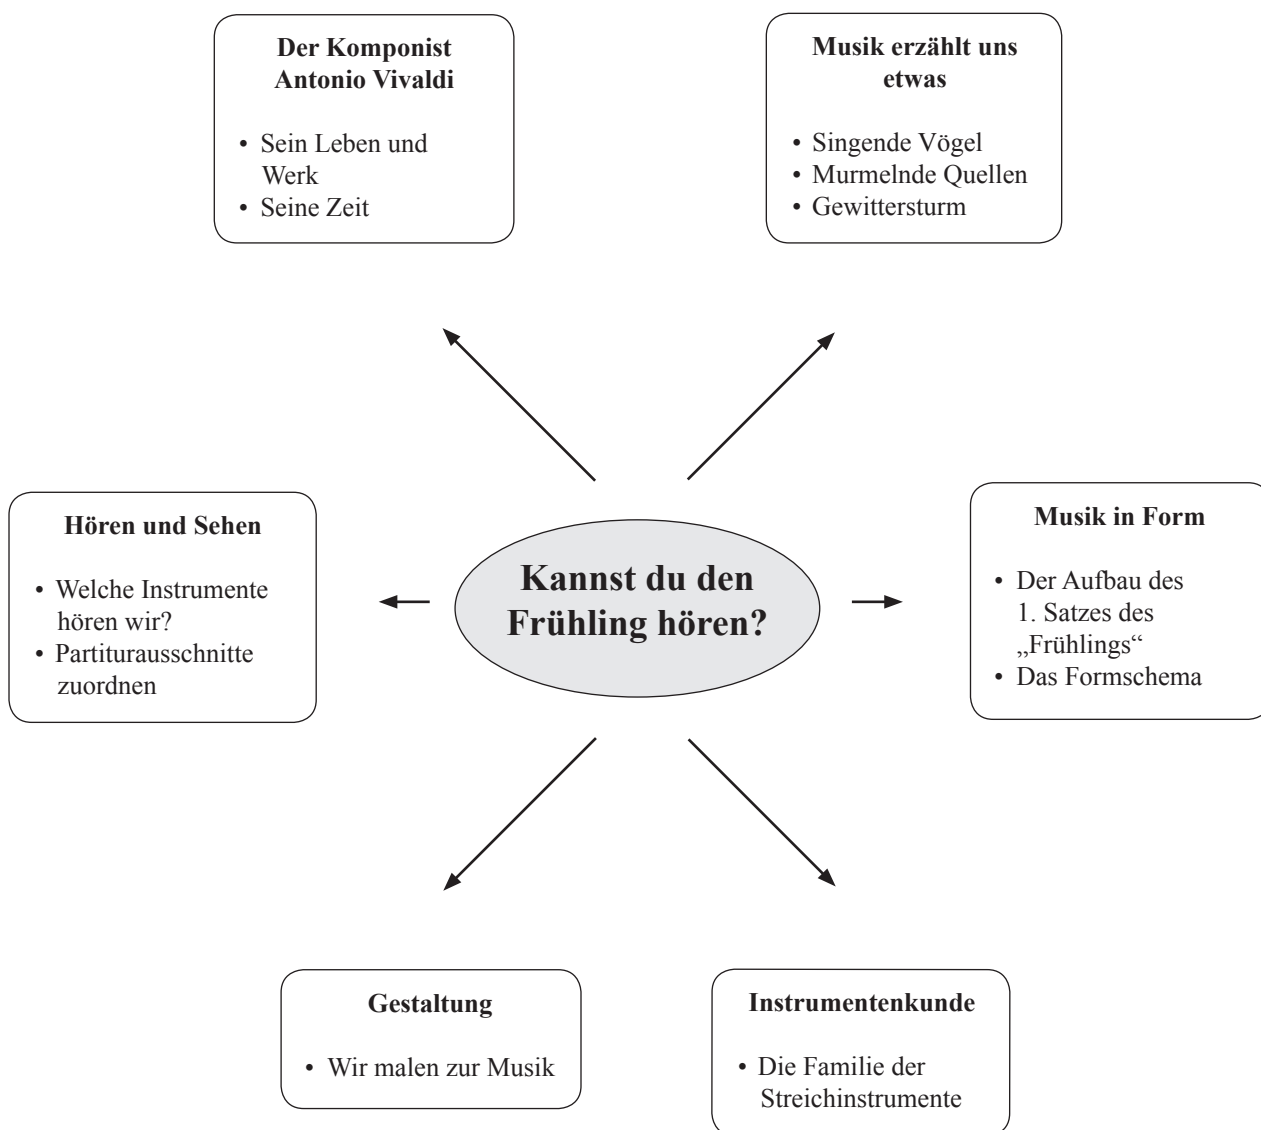 Der Komponist
Antonio Vivaldi
• Sein Leben und
Werk
• Seine Zeit
Musik erzählt uns
etwas
• Singende Vögel
• Murmelnde Quellen
• Gewittersturm
Hören und Sehen
• Welche Instrumente
hören wir?
• Partiturausschnitte
zuordnen
Kannst du den
Frühling hören?
Musik in Form
• Der Aufbau des
1. Satzes des
„Frühlings“
• Das Formschema
Gestaltung
• Wir malen zur Musik
Instrumentenkunde
• Die Familie der
Streichinstrumente